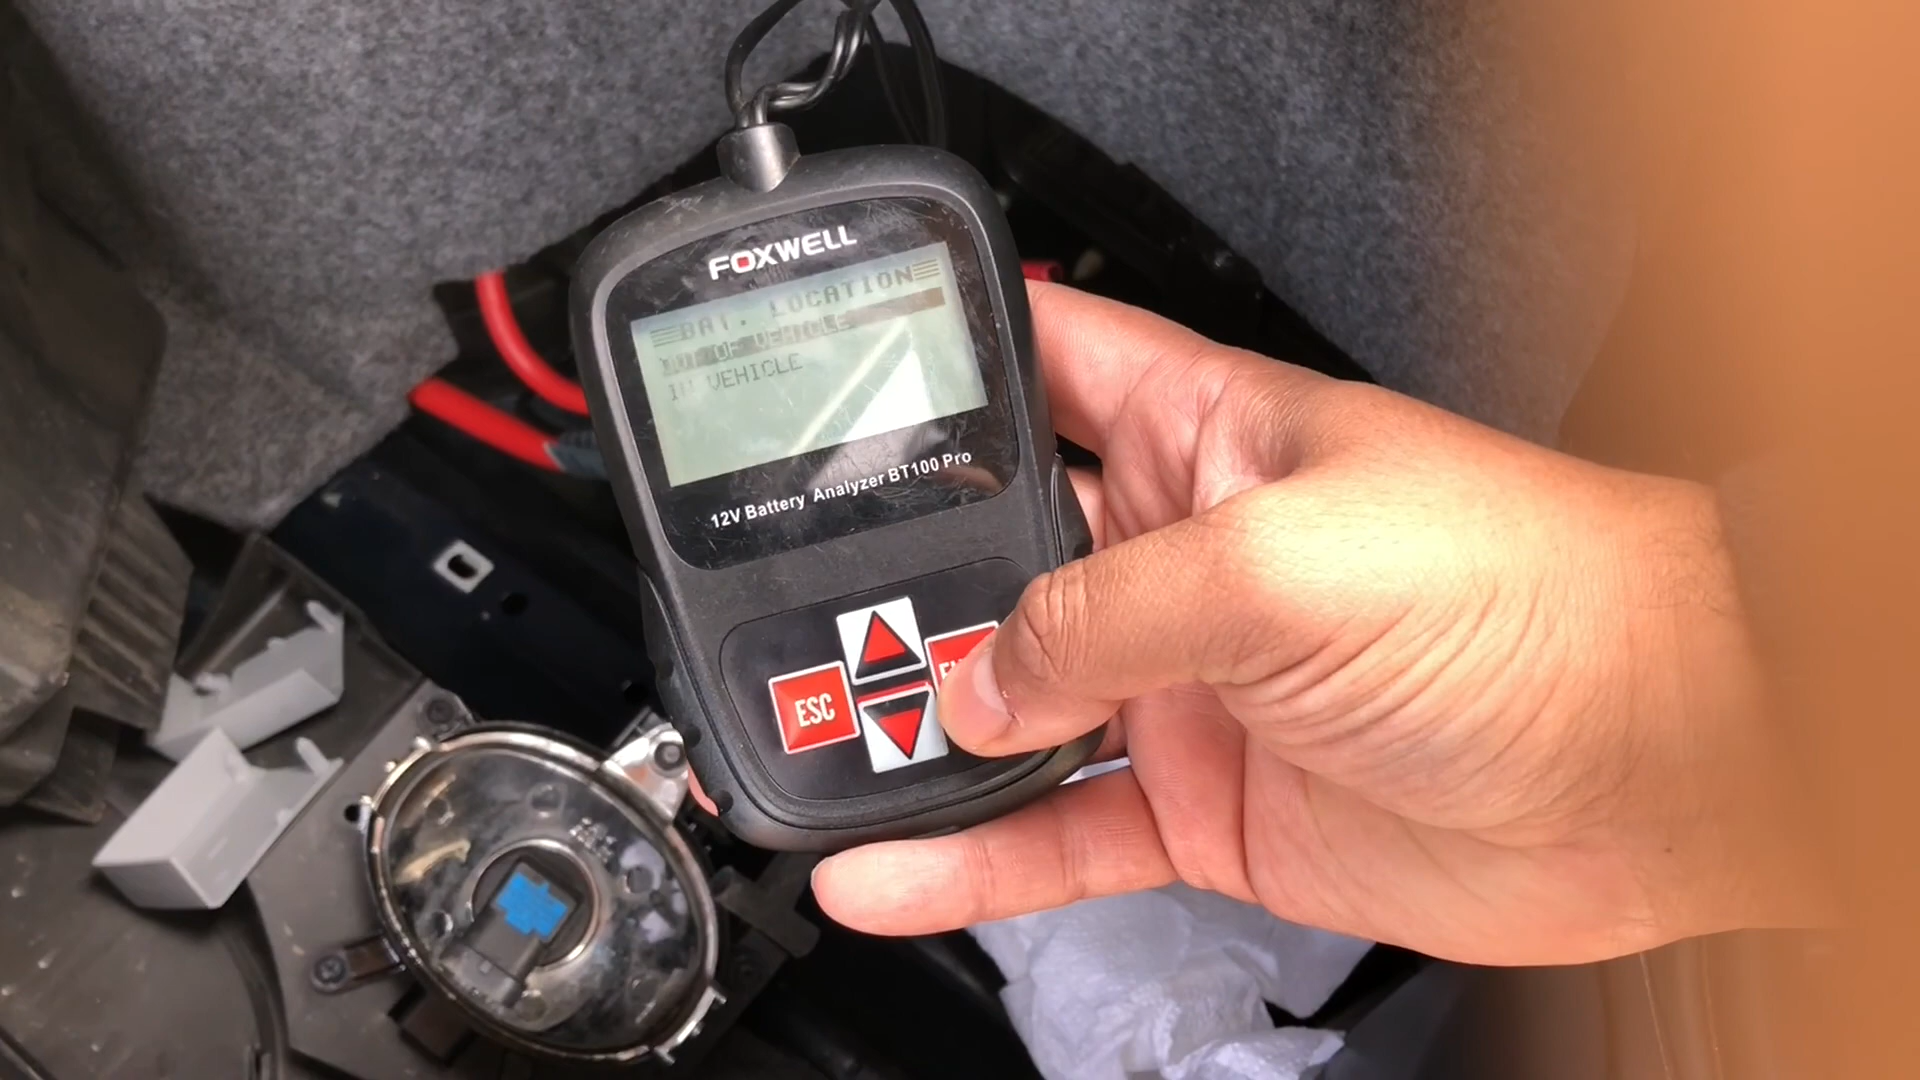 FOXWELL
BAT. LOCATION
OUT OF VEHICLE
IN VEHICLE
12V Battery Analyzer BT100 Pro
ESC